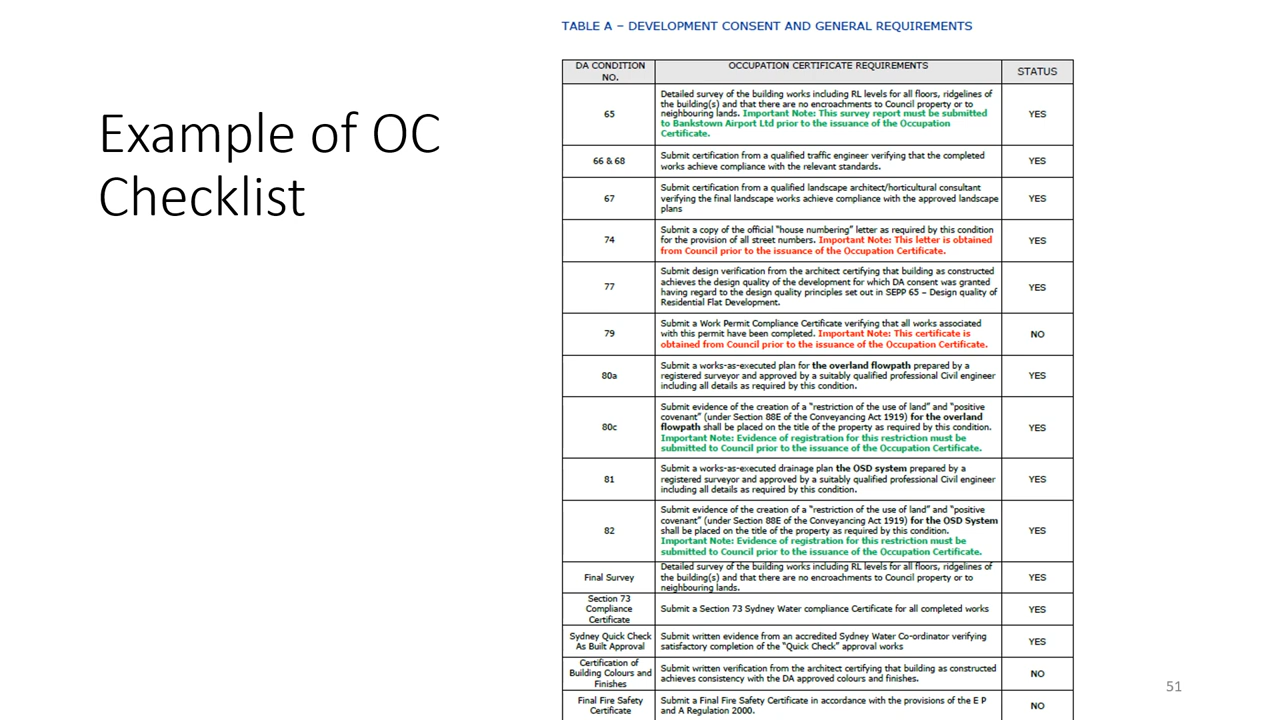 TABLE A – DEVELOPMENT CONSENT AND GENERAL REQUIREMENTS
Example of OC
Checklist
DA CONDITION
NO.
OCCUPATION CERTIFICATE REQUIREMENTS
STATUS
65
Detailed survey of the building works including RL levels for all floors, ridgelines of
the building(s) and that there are no encroachments to Council property or to
neighbouring lands. Important Note: This survey report must be submitted
to Bankstown Airport Ltd prior to the issuance of the Occupation
Certificate.
YES
66 & 68
Submit certification from a qualified traffic engineer verifying that the completed
works achieve compliance with the relevant standards.
YES
67
Submit certification from a qualified landscape architect/horticultural consultant
verifying the final landscape works achieve compliance with the approved landscape
plans
YES
74
Submit a copy of the official "house numbering" letter as required by this condition
for the provision of all street numbers. Important Note: This letter is obtained
from Council prior to the issuance of the Occupation Certificate.
YES
77
Submit design verification from the architect certifying that building as constructed
achieves the design quality of the development for which DA consent was granted
having regard to the design quality principles set out in SEPP 65 – Design quality of
Residential Flat Development.
YES
79
Submit a Work Permit Compliance Certificate verifying that all works associated
with this permit have been completed. Important Note: This certificate is
obtained from Council prior to the issuance of the Occupation Certificate.
NO
80a
Submit a works-as-executed plan for the overland flowpath prepared by a
registered surveyor and approved by a suitably qualified professional Civil engineer
including all details as required by this condition.
YES
80c
Submit evidence of the creation of a "restriction of the use of land" and "positive
covenant" (under Section 88E of the Conveyancing Act 1919) for the overland
flowpath shall be placed on the title of the property as required by this condition.
Important Note: Evidence of registration for this restriction must be
submitted to Council prior to the issuance of the Occupation Certificate.
YES
81
Submit a works-as-executed drainage plan the OSD system prepared by a
registered surveyor and approved by a suitably qualified professional Civil engineer
including all details as required by this condition.
YES
82
Submit evidence of the creation of a "restriction of the use of land" and "positive
covenant" (under Section 88E of the Conveyancing Act 1919) for the OSD System
shall be placed on the title of the property as required by this condition.
Important Note: Evidence of registration for this restriction must be
submitted to Council prior to the issuance of the Occupation Certificate.
YES
Final Survey
Detailed survey of the building works including RL levels for all floors, ridgelines of
the building(s) and that there are no encroachments to Council property or to
neighbouring lands.
YES
Section 73
Compliance
Certificate
Submit a Section 73 Sydney Water compliance Certificate for all completed works
YES
Sydney Quick Check
As Built Approval
Submit written evidence from an accredited Sydney Water Co-ordinator verifying
satisfactory completion of the "Quick Check" approval works
YES
Certification of
Building Colours and
Finishes
Submit written verification from the architect certifying that building as constructed
achieves consistency with the DA approved colours and finishes.
NO
Final Fire Safety
Certificate
Submit a Final Fire Safety Certificate in accordance with the provisions of the E P
and A Regulation 2000.
NO
51